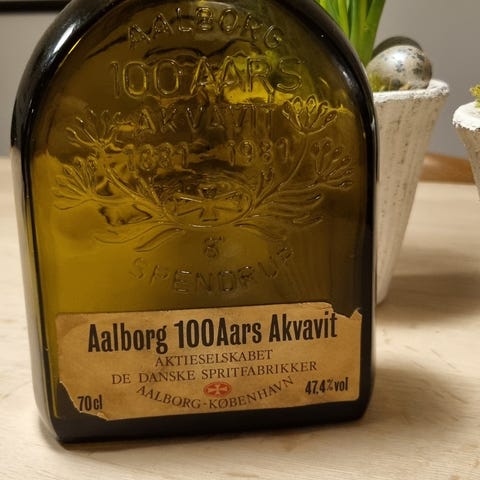 AALBORG
100 AARS
AKVAVIT
1881 1981
&
SPENDRUP
Aalborg 100Aars Akvavit
AKTIESELSKABET
DE DANSKE SPRITFABRIKKER
AALBORG-KØBENHAVN
70cl
47,4%vol